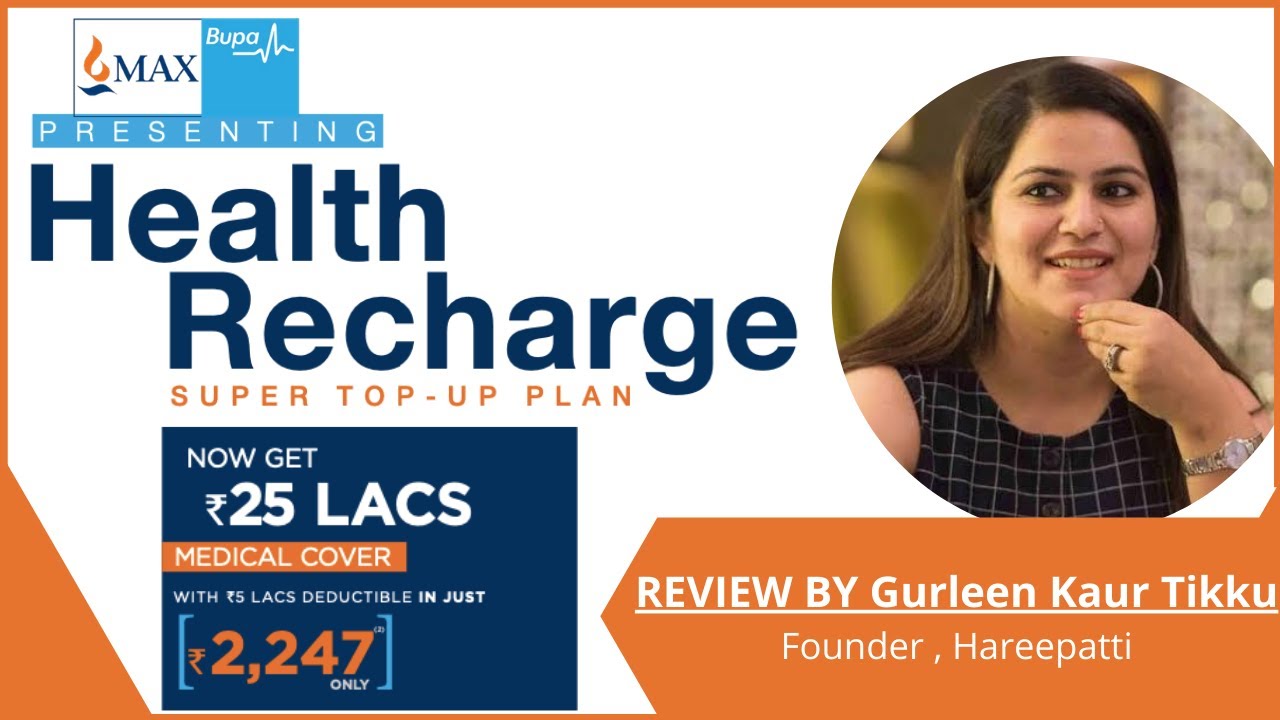 MAX
Bupa
PRESENTING
Health
Recharge
SUPER TOP-UP PLAN
NOW GET
₹25 LACS
MEDICAL COVER
WITH ₹5 LACS DEDUCTIBLE IN JUST
[₹2,247(2)]
ONLY
REVIEW BY Gurleen Kaur Tikku
Founder , Hareepatti